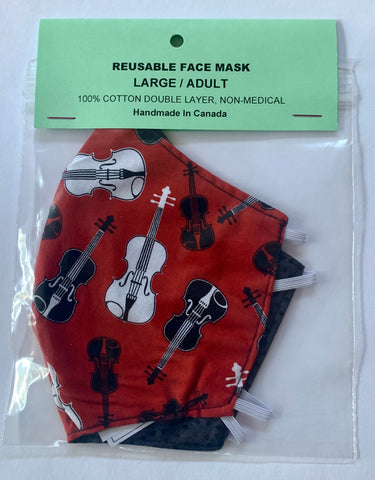 REUSABLE FACE MASK
LARGE / ADULT
100% COTTON DOUBLE LAYER, NON-MEDICAL
Handmade in Canada